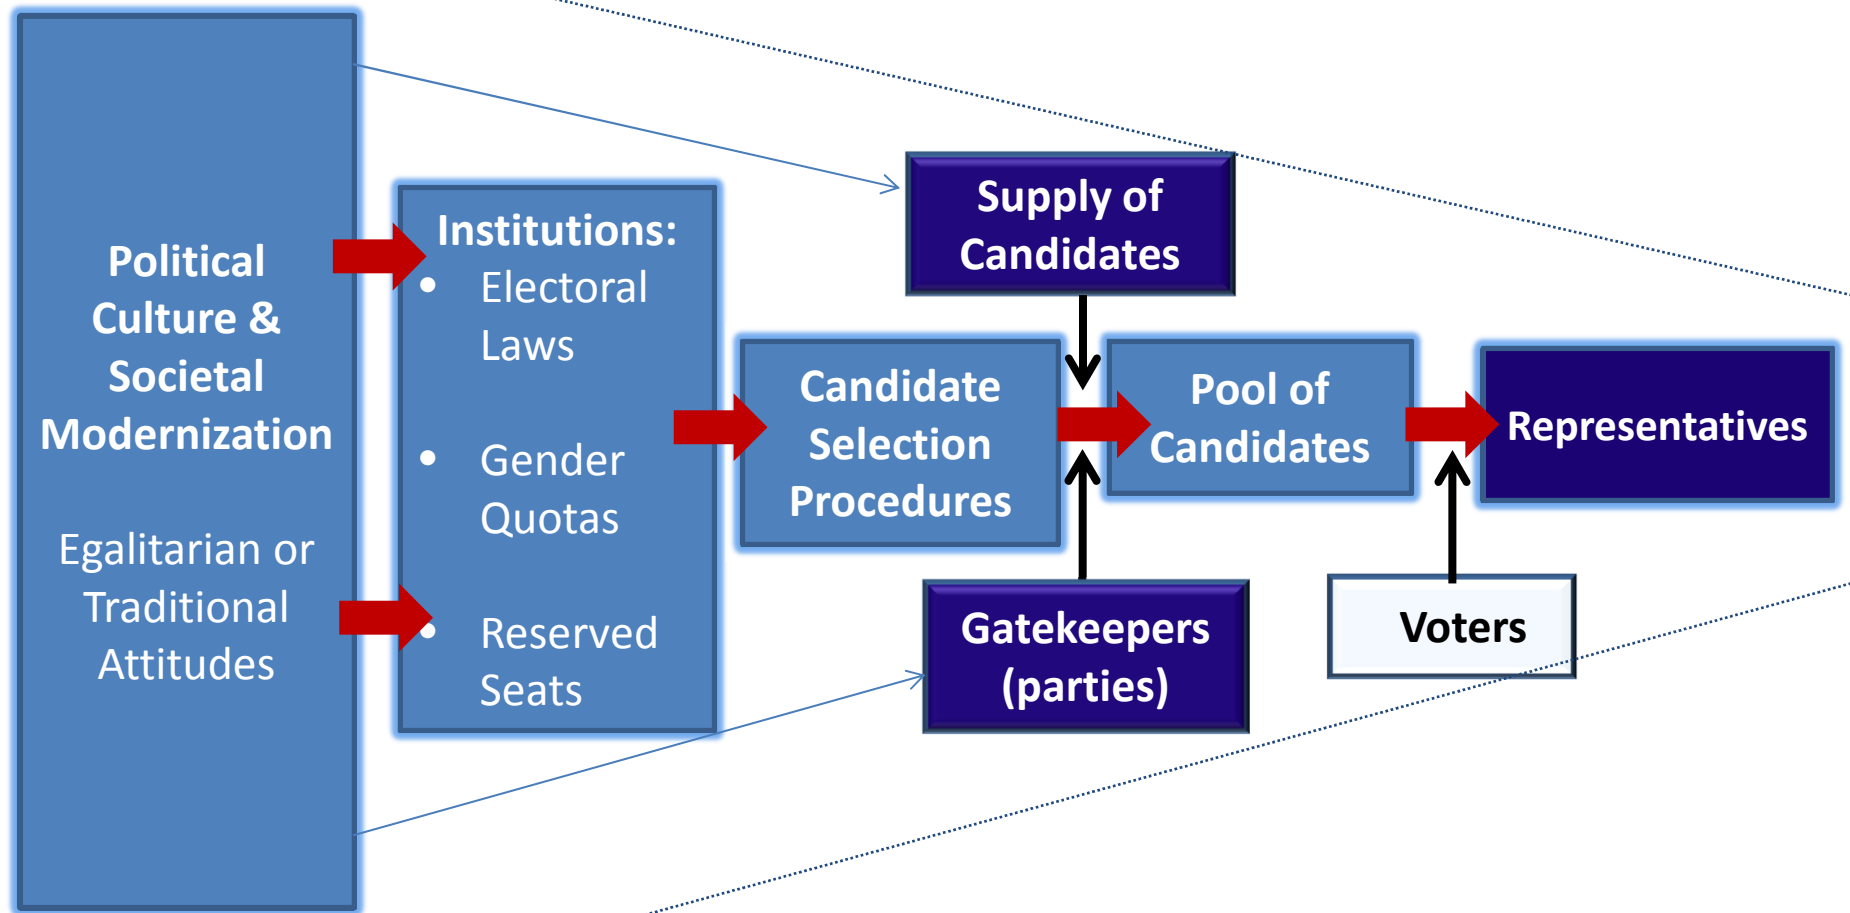 Political
Culture &
Societal
Modernization
Egalitarian or
Traditional
Attitudes
Institutions:
• Electoral
Laws
• Gender
Quotas
• Reserved
Seats
Candidate
Selection
Procedures
Supply of
Candidates
Gatekeepers
(parties)
Pool of
Candidates
Voters
Representatives